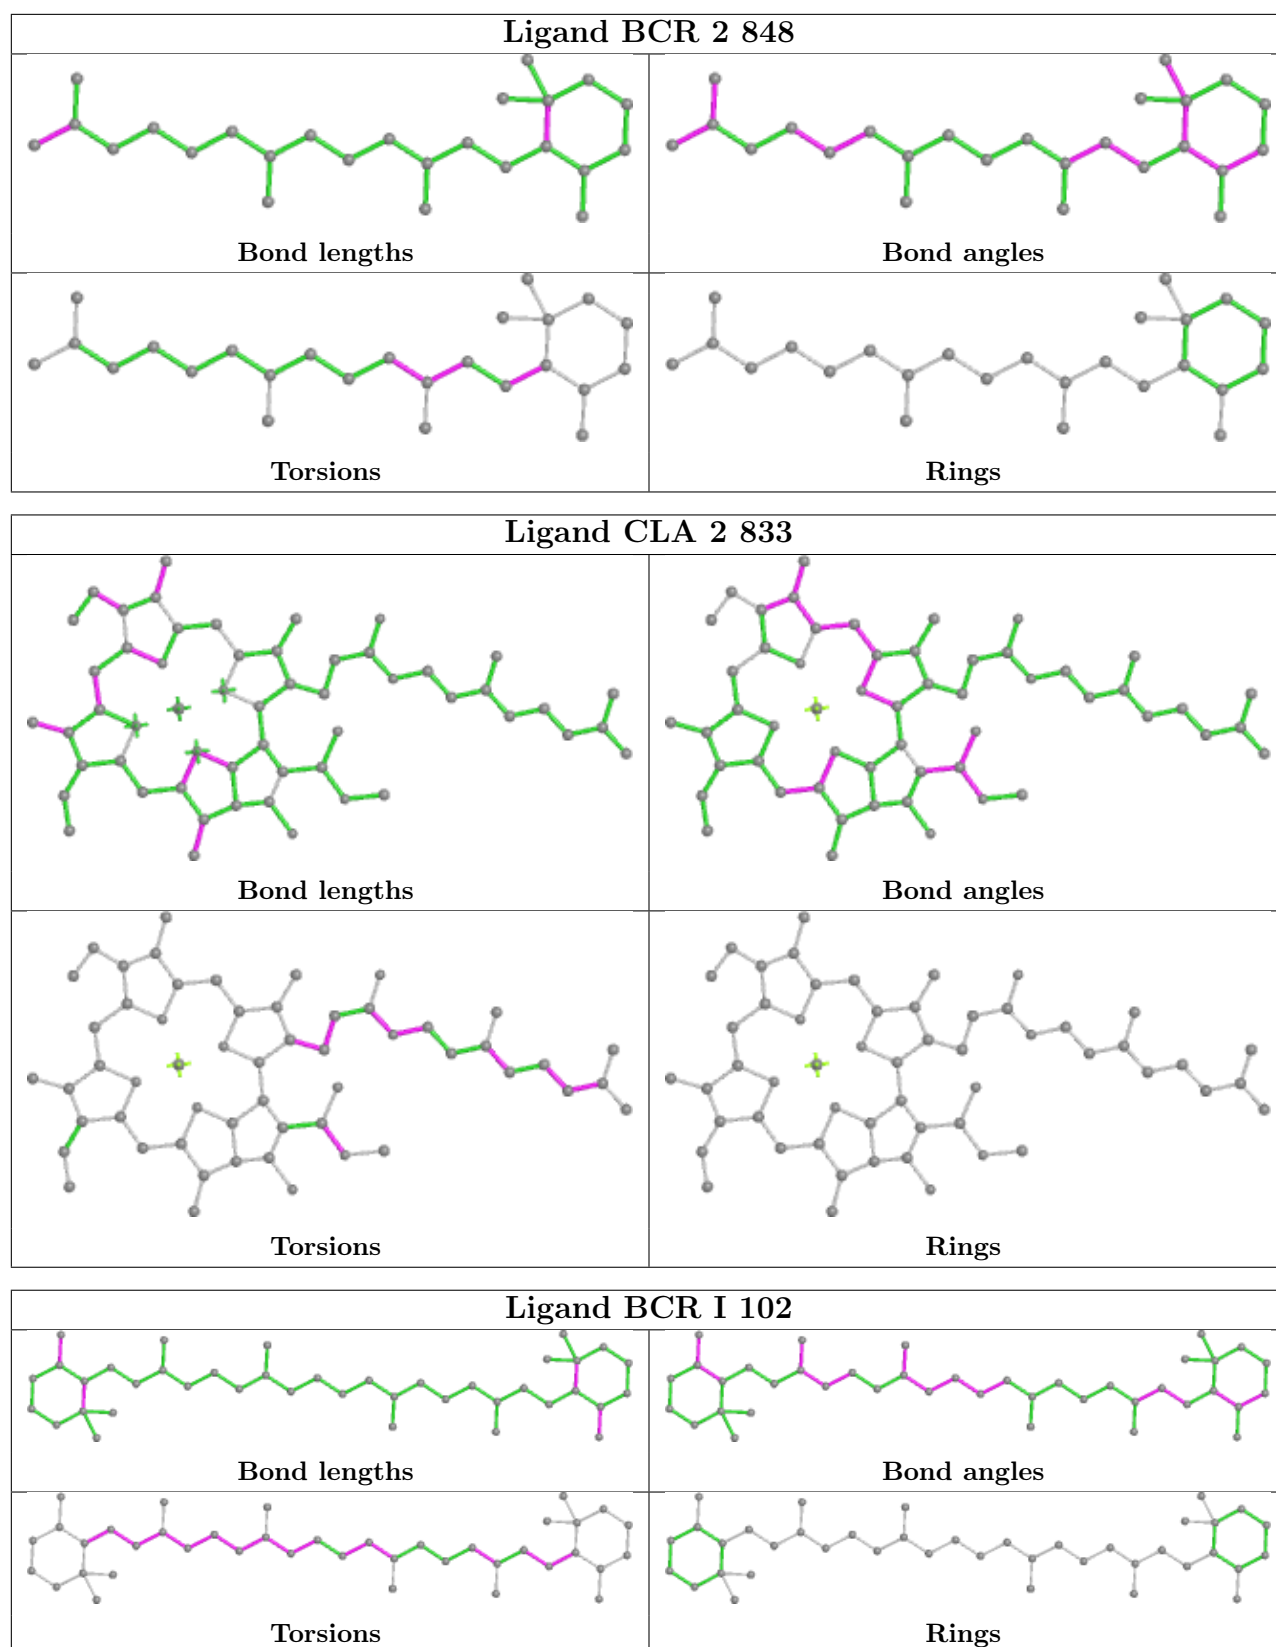 Ligand BCR 2 848
Bond lengths
Bond angles
Torsions
Rings
Ligand CLA 2 833
Bond lengths
Bond angles
Torsions
Rings
Ligand BCR I 102
Bond lengths
Bond angles
Torsions
Rings